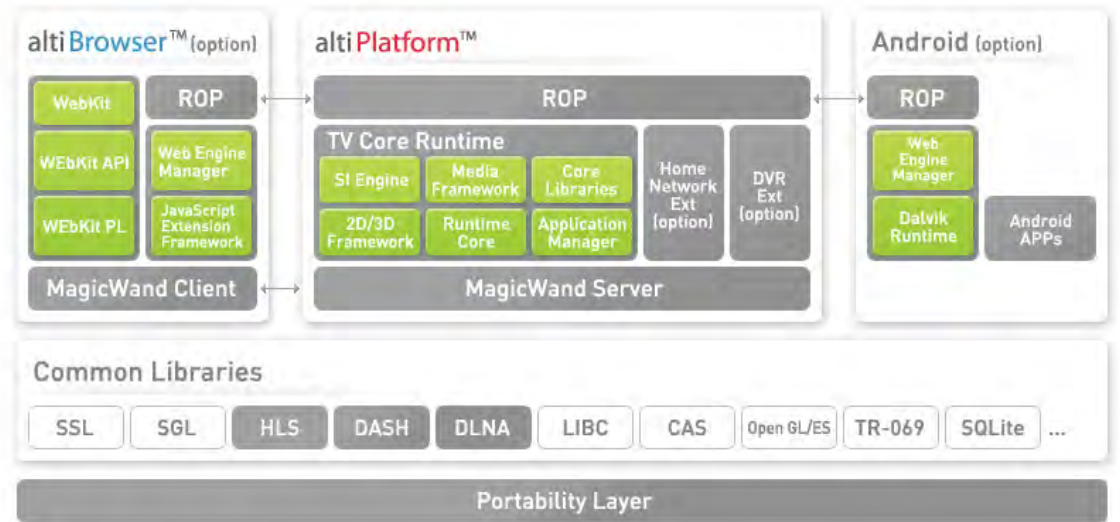 altiBrowser™ (option)
WebKit
WEbKit API
WEbKit PL
ROP
Web Engine
Manager
JavaScript
Extension
Framework
MagicWand Client
altiPlatform™
ROP
TV Core Runtime
SI Engine
Media
Framework
Core
Libraries
2D/3D
Framework
Runtime
Core
Application
Manager
Home
Network
Ext
(option)
DVR
Ext
(option)
MagicWand Server
Android (option)
ROP
Web
Engine
Manager
Dalvik
Runtime
Android
APPs
Common Libraries
SSL
SGL
HLS
DASH
DLNA
LIBC
CAS
Open GL/ES
TR-069
SQLite
...
Portability Layer